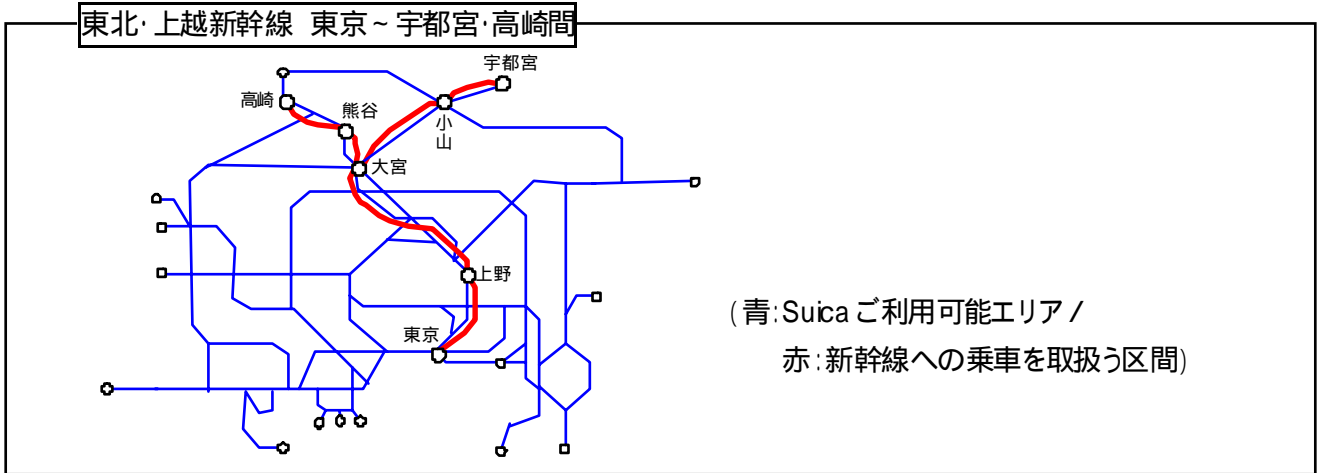 東北･上越新幹線 東京~宇都宮･高崎間
宇都宮
高崎
熊谷
小山
大宮
上野
東京
(青:Suicaご利用可能エリア/
赤:新幹線への乗車を取扱う区間)